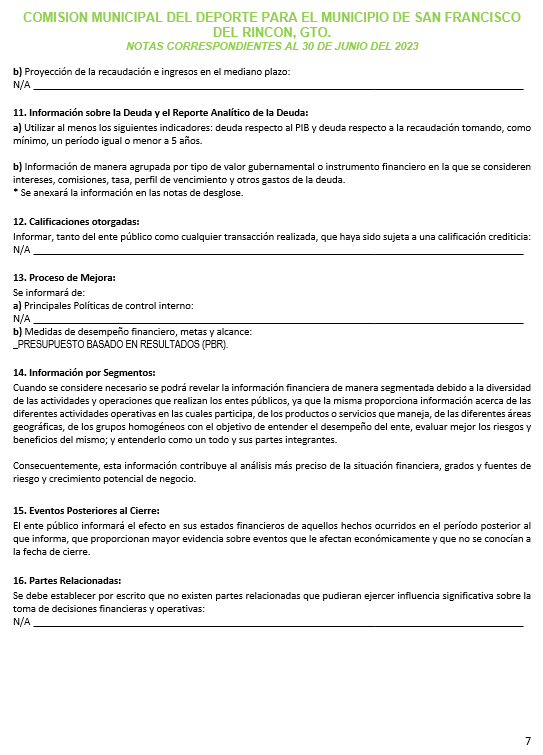 COMISION MUNICIPAL DEL DEPORTE PARA EL MUNICIPIO DE SAN FRANCISCO
DEL RINCON, GTO.
NOTAS CORRESPONDIENTES AL 30 DE JUNIO DEL 2023
b) Proyección de la recaudación e ingresos en el mediano plazo:
N/A
11. Información sobre la Deuda y el Reporte Analítico de la Deuda:
a) Utilizar al menos los siguientes indicadores: deuda respecto al PIB y deuda respecto a la recaudación tomando, como
mínimo, un período igual o menor a 5 años.
b) Información de manera agrupada por tipo de valor gubernamental o instrumento financiero en la que se consideren
intereses, comisiones, tasa, perfil de vencimiento y otros gastos de la deuda.
* Se anexará la información en las notas de desglose.
12. Calificaciones otorgadas:
Informar, tanto del ente público como cualquier transacción realizada, que haya sido sujeta a una calificación crediticia:
N/A
13. Proceso de Mejora:
Se informará de:
a) Principales Políticas de control interno:
N/A
b) Medidas de desempeño financiero, metas y alcance:
_PRESUPUESTO BASADO EN RESULTADOS (PBR).
14. Información por Segmentos:
Cuando se considere necesario se podrá revelar la información financiera de manera segmentada debido a la diversidad
de las actividades y operaciones que realizan los entes públicos, ya que la misma proporciona información acerca de las
diferentes actividades operativas en las cuales participa, de los productos o servicios que maneja, de las diferentes áreas
geográficas, de los grupos homogéneos con el objetivo de entender el desempeño del ente, evaluar mejor los riesgos y
beneficios del mismo; y entenderlo como un todo y sus partes integrantes.
Consecuentemente, esta información contribuye al análisis más preciso de la situación financiera, grados y fuentes de
riesgo y crecimiento potencial de negocio.
15. Eventos Posteriores al Cierre:
El ente público informará el efecto en sus estados financieros de aquellos hechos ocurridos en el período posterior al
que informa, que proporcionan mayor evidencia sobre eventos que le afectan económicamente y que no se conocían a
la fecha de cierre.
16. Partes Relacionadas:
Se debe establecer por escrito que no existen partes relacionadas que pudieran ejercer influencia significativa sobre la
toma de decisiones financieras y operativas:
N/A
7